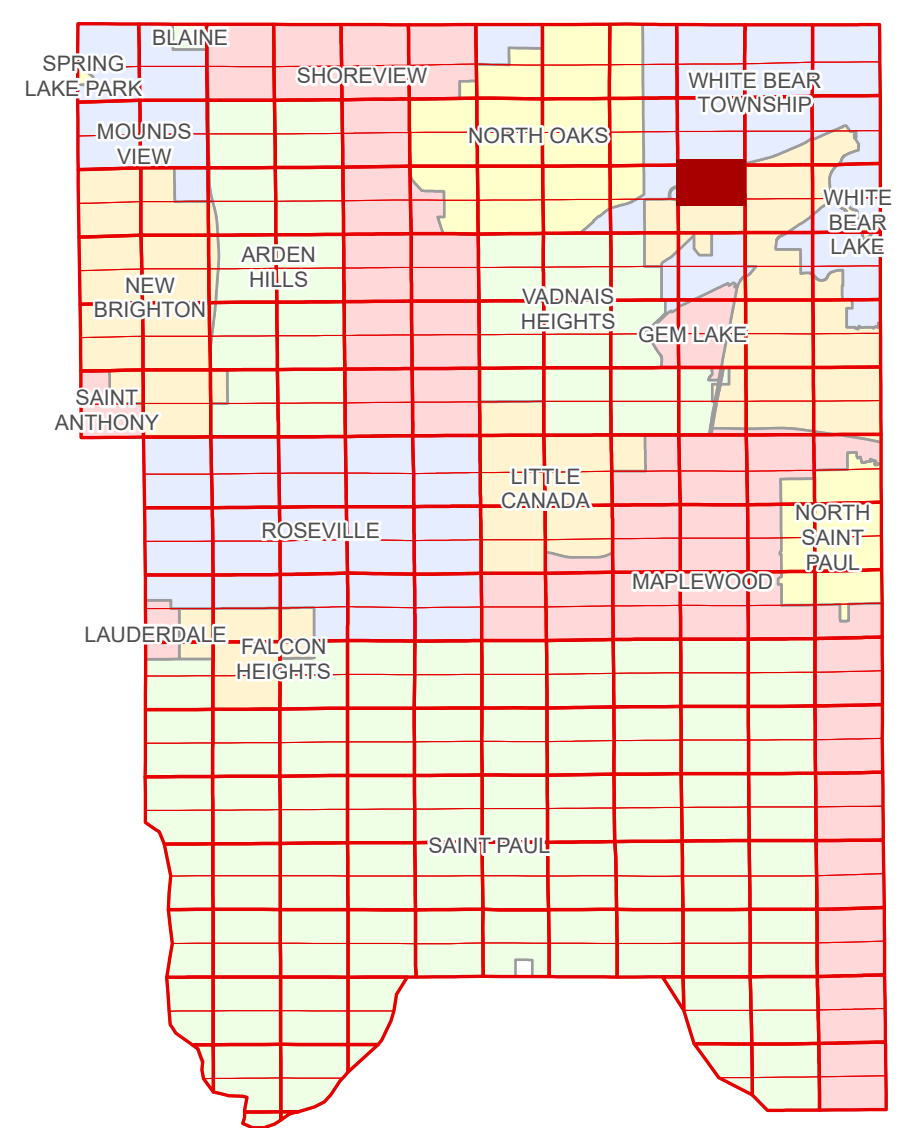 BLAINE
SPRING
LAKE PARK
SHOREVIEW
WHITE BEAR
TOWNSHIP
MOUNDS
VIEW
NORTH OAKS
WHITE
BEAR
LAKE
ARDEN
HILLS
NEW
BRIGHTON
VADNAIS
HEIGHTS
GEM LAKE
SAINT
ANTHONY
LITTLE
CANADA
NORTH
SAINT
PAUL
ROSEVILLE
MAPLEWOOD
LAUDERDALE
FALCON
HEIGHTS
SAINT PAUL